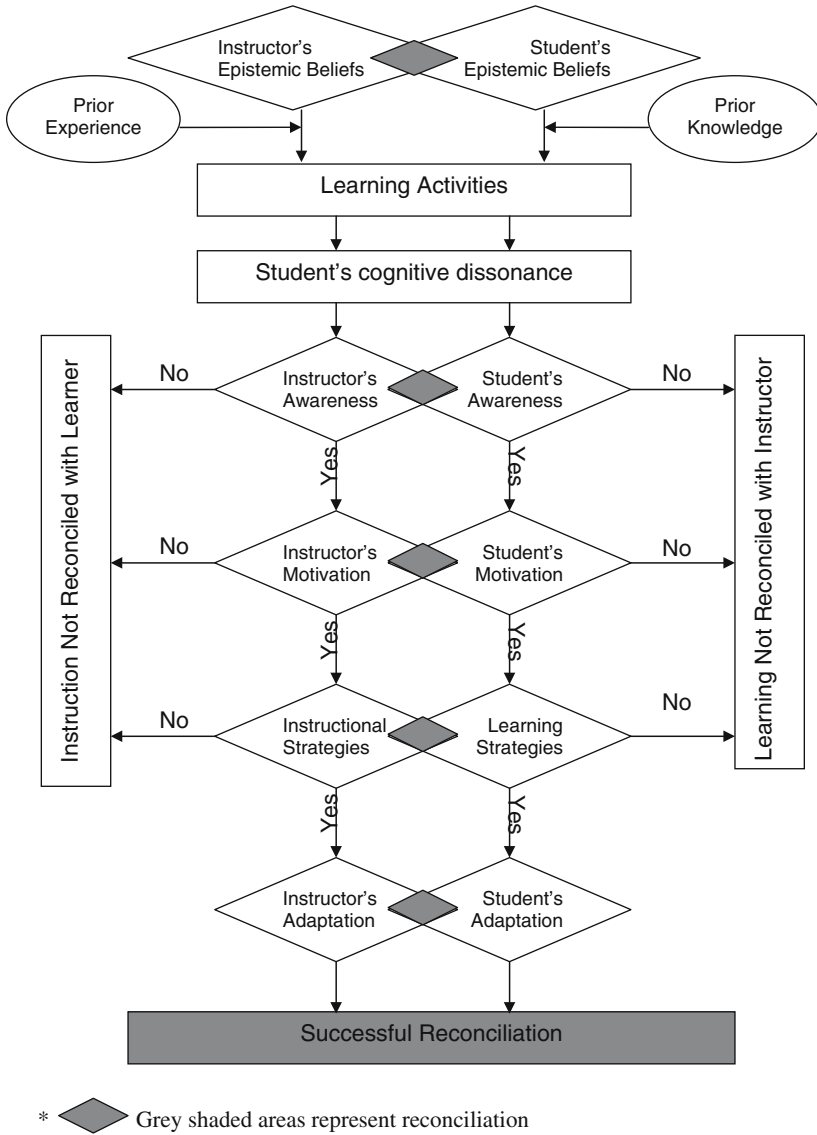 Instructor's
Epistemic Beliefs
Student's
Epistemic Beliefs
Prior
Experience
Prior
Knowledge
Learning Activities
Student's cognitive dissonance
Instruction Not Reconciled with Learner
No
Instructor's
Awareness
Student's
Awareness
No
Learning Not Reconciled with Instructor
Yes
Yes
No
Instructor's
Motivation
Student's
Motivation
No
Yes
Yes
No
Instructional
Strategies
Learning
Strategies
No
Yes
Yes
Instructor's
Adaptation
Student's
Adaptation
Successful Reconciliation
* Grey shaded areas represent reconciliation